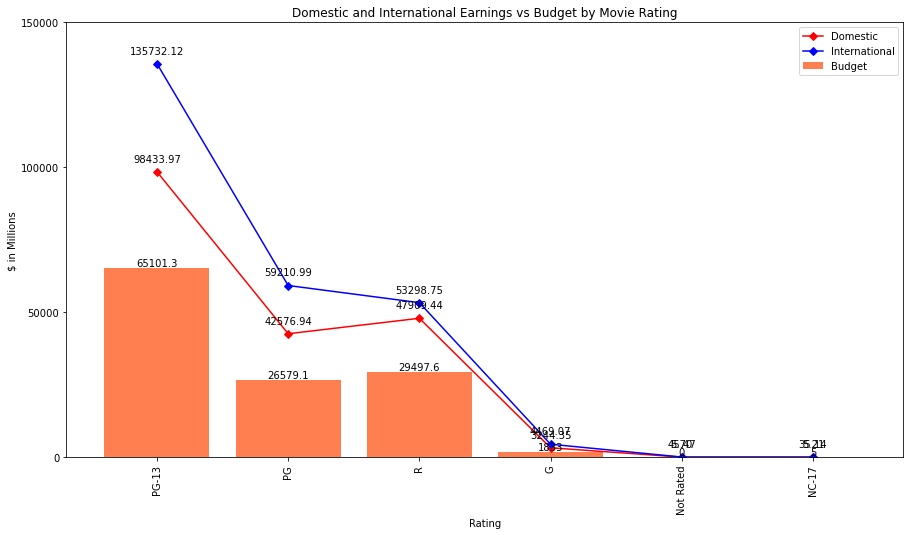 Domestic and International Earnings vs Budget by Movie Rating
150000
100000
50000
0
$ in Millions
Domestic
International
Budget
135732.12
98433.97
65101.3
59210.99
42576.94
26579.1
53298.75
29497.6
4469.07
PG-13
PG
R
G
Not Rated
NC-17
Rating